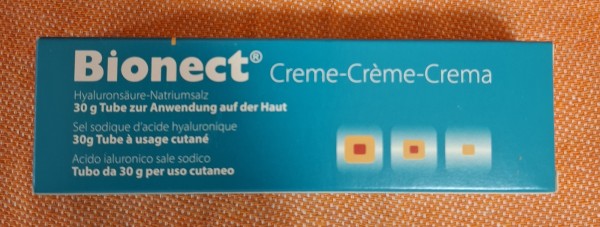 Bionect® Creme-Crème-Crema
Hyaluronsäure-Natriumsalz
30 g Tube zur Anwendung auf der Haut
Sel sodique d'acide hyaluronique
30g Tube à usage cutané
Acido ialuronico sale sodico
Tubo da 30 g per uso cutaneo